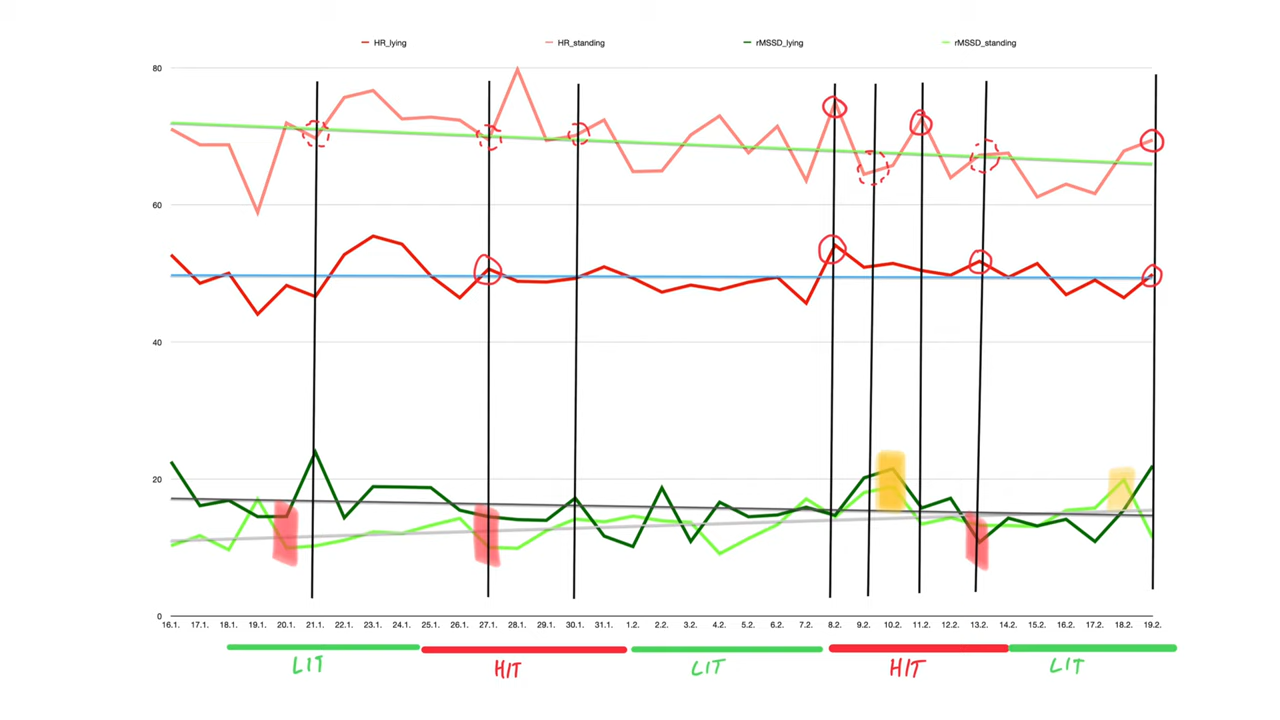 HR_lying HR_standing rMSSD_lying rMSSD_standing
80
60
40
20
0
16.1. 17.1. 18.1. 19.1. 20.1. 21.1. 22.1. 23.1. 24.1. 25.1. 26.1. 27.1. 28.1. 29.1. 30.1. 31.1. 1.2. 2.2. 3.2. 4.2. 5.2. 6.2. 7.2. 8.2. 9.2. 10.2. 11.2. 12.2. 13.2. 14.2. 15.2. 16.2. 17.2. 18.2. 19.2.
LIT HIT LIT HIT LIT